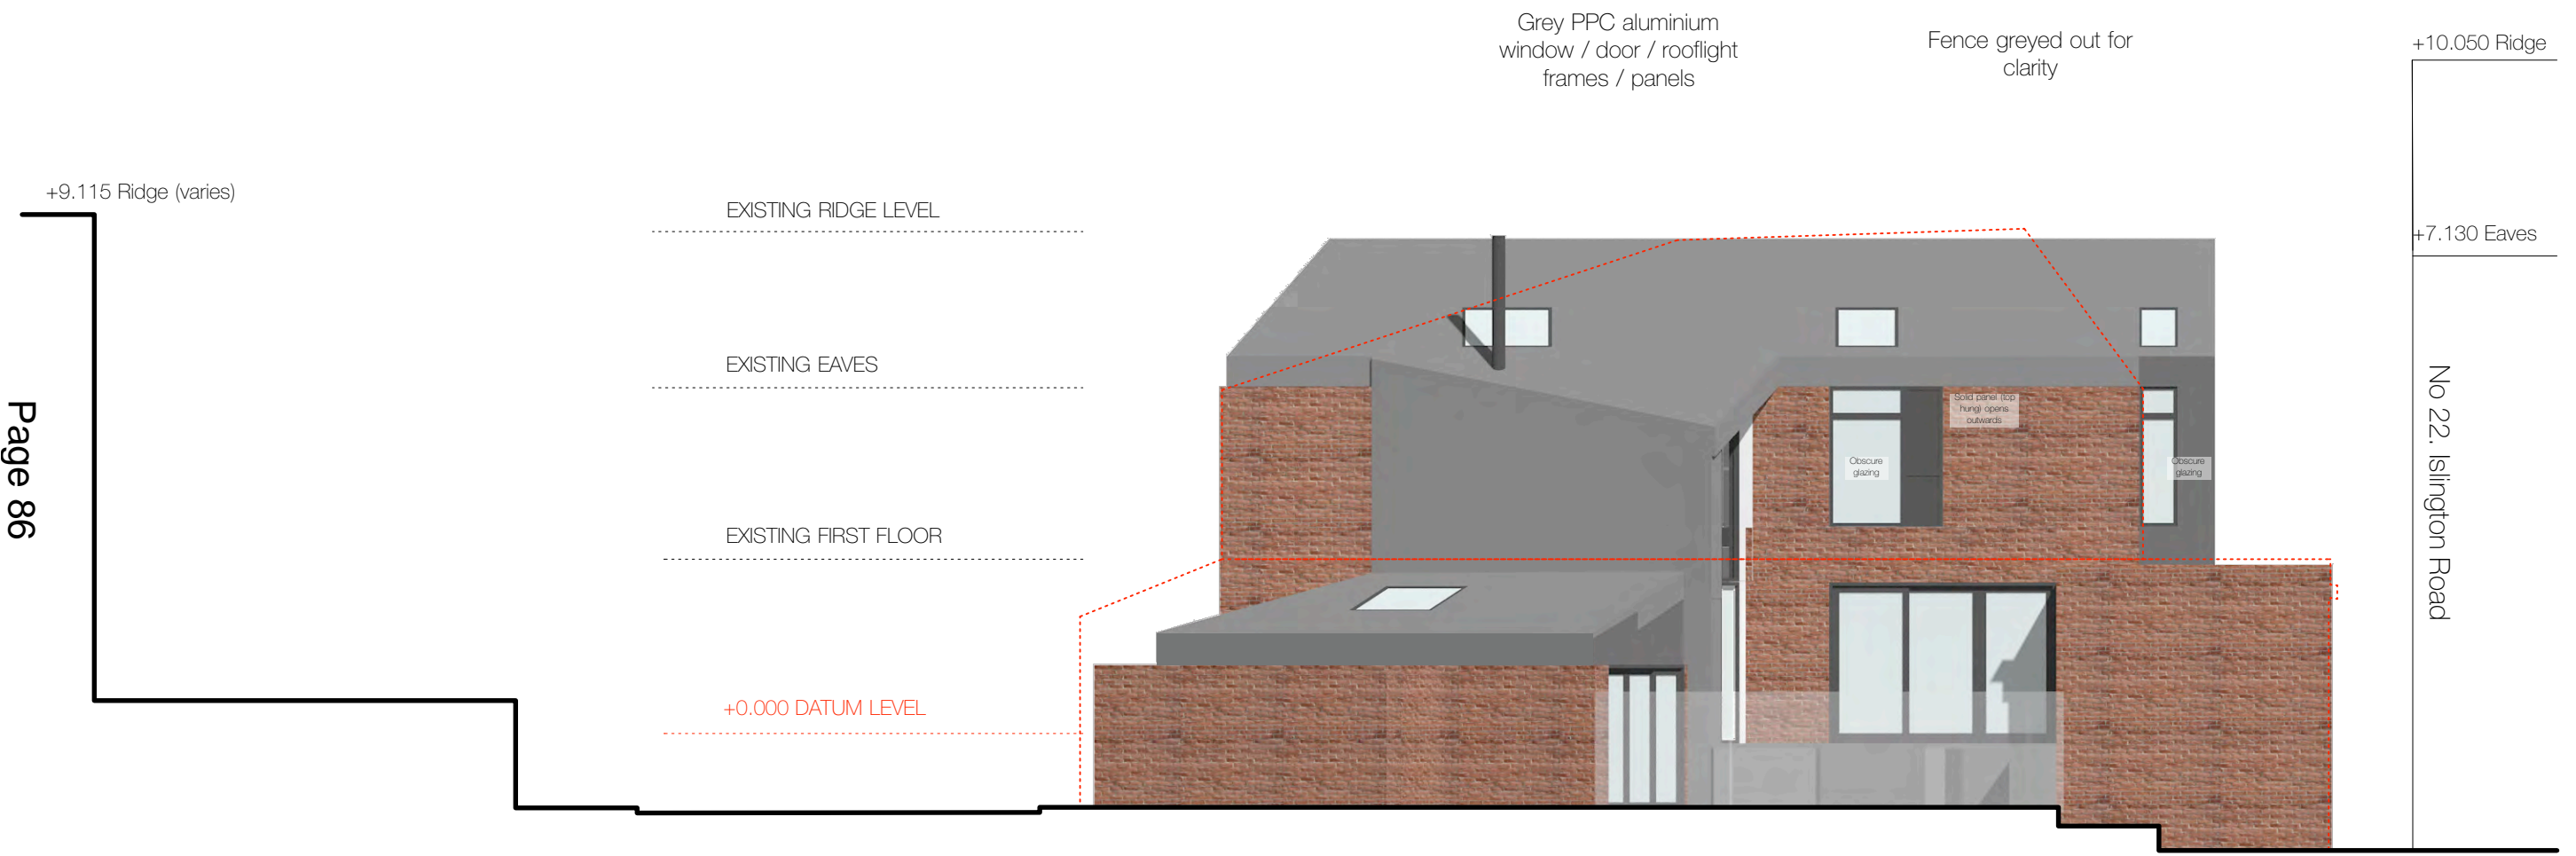 Grey PPC aluminium
window / door / rooflight
frames / panels
Fence greyed out for
clarity
+10.050 Ridge
+9.115 Ridge (varies)
EXISTING RIDGE LEVEL
+7.130 Eaves
EXISTING EAVES
Solid panel (top
hung) opens
outwards
Obscure
glazing
Obscure
glazing
No 22. Islington Road
Page 86
EXISTING FIRST FLOOR
+0.000 DATUM LEVEL